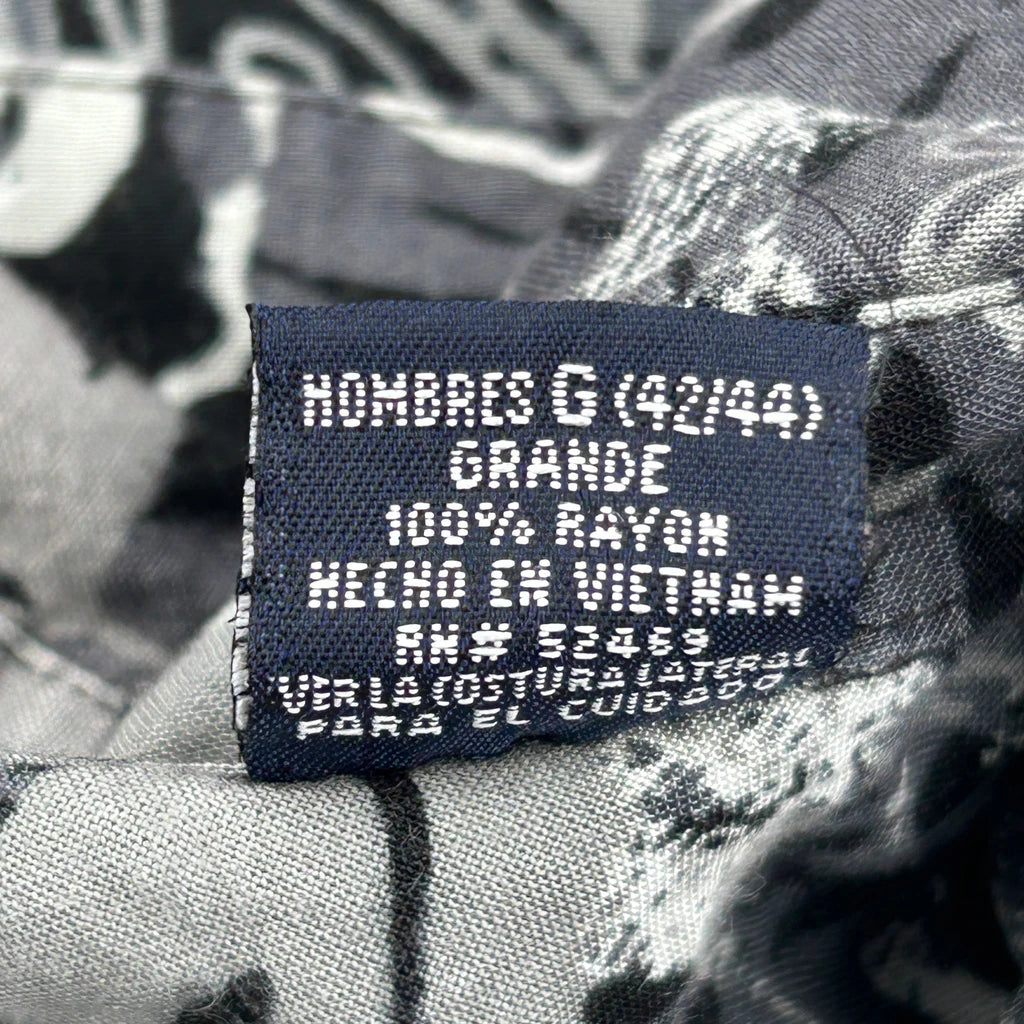 HOMBRES G (42/44)
GRANDE
100% RAYON
HECHO EN VIETNAM
RN# 52469
VER LA COSTURA LATERAL
PARA EL CUIDADO